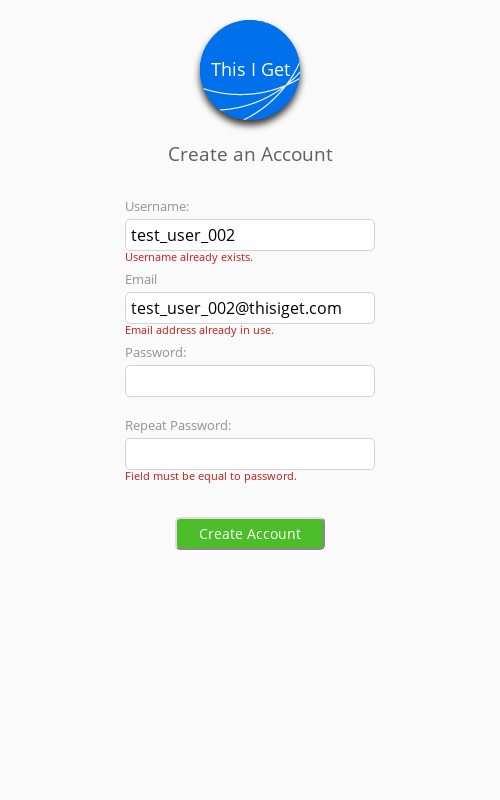 This I Get
Create an Account
Username:
test_user_002
Username already exists.
Email
test_user_002@thisiget.com
Email address already in use.
Password:
Repeat Password:
Field must be equal to password.
Create Account